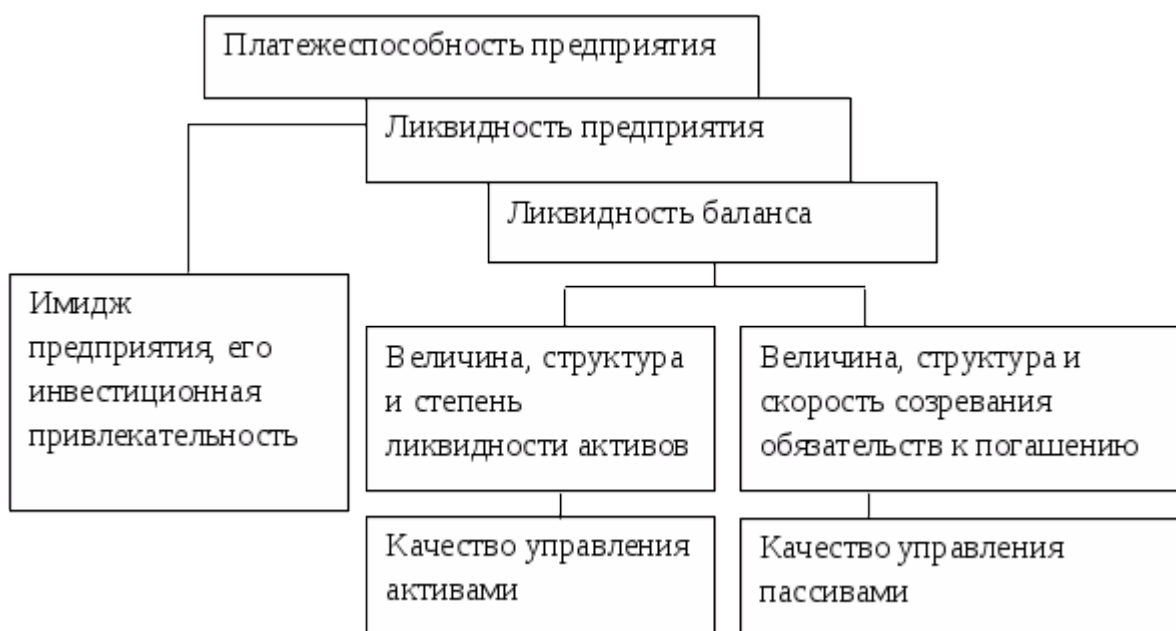 Платежеспособность предприятия
Ликвидность предприятия
Ликвидность баланса
Имидж
предприятия, его
инвестиционная
привлекательность
Величина, структура
и степень
ликвидности активов
Величина, структура и
скорость созревания
обязательств к погашению
Качество управления
активами
Качество управления
пассивами